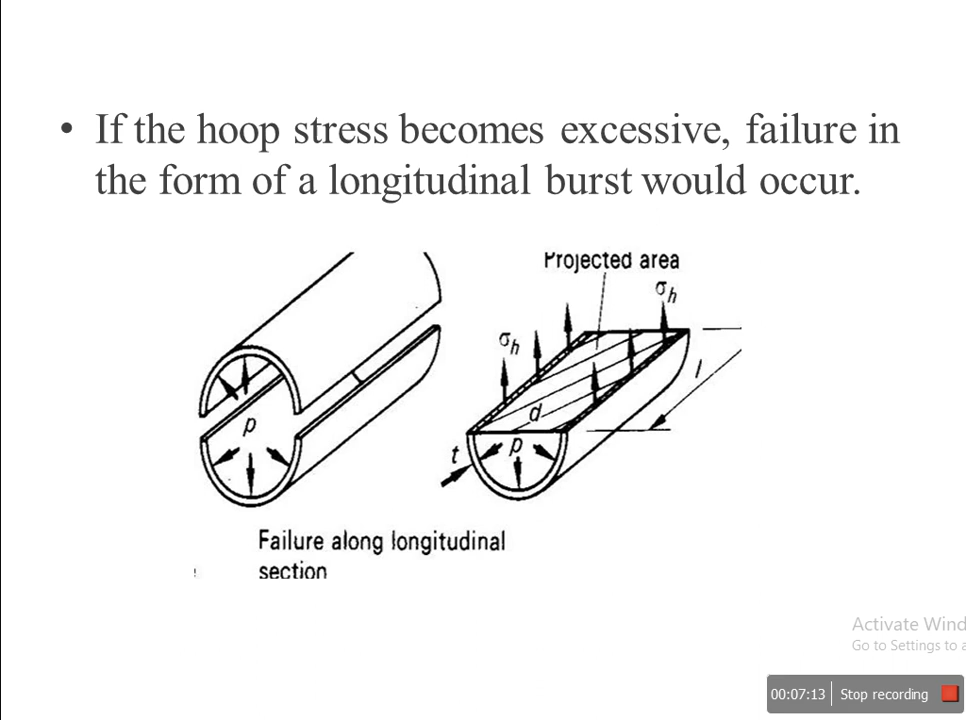 • If the hoop stress becomes excessive, failure in
the form of a longitudinal burst would occur.
Projected area
σh
σh
l
d
p
p
t
Failure along longitudinal
section
Activate Wind
Go to Settings to a
00:07:13 Stop recording